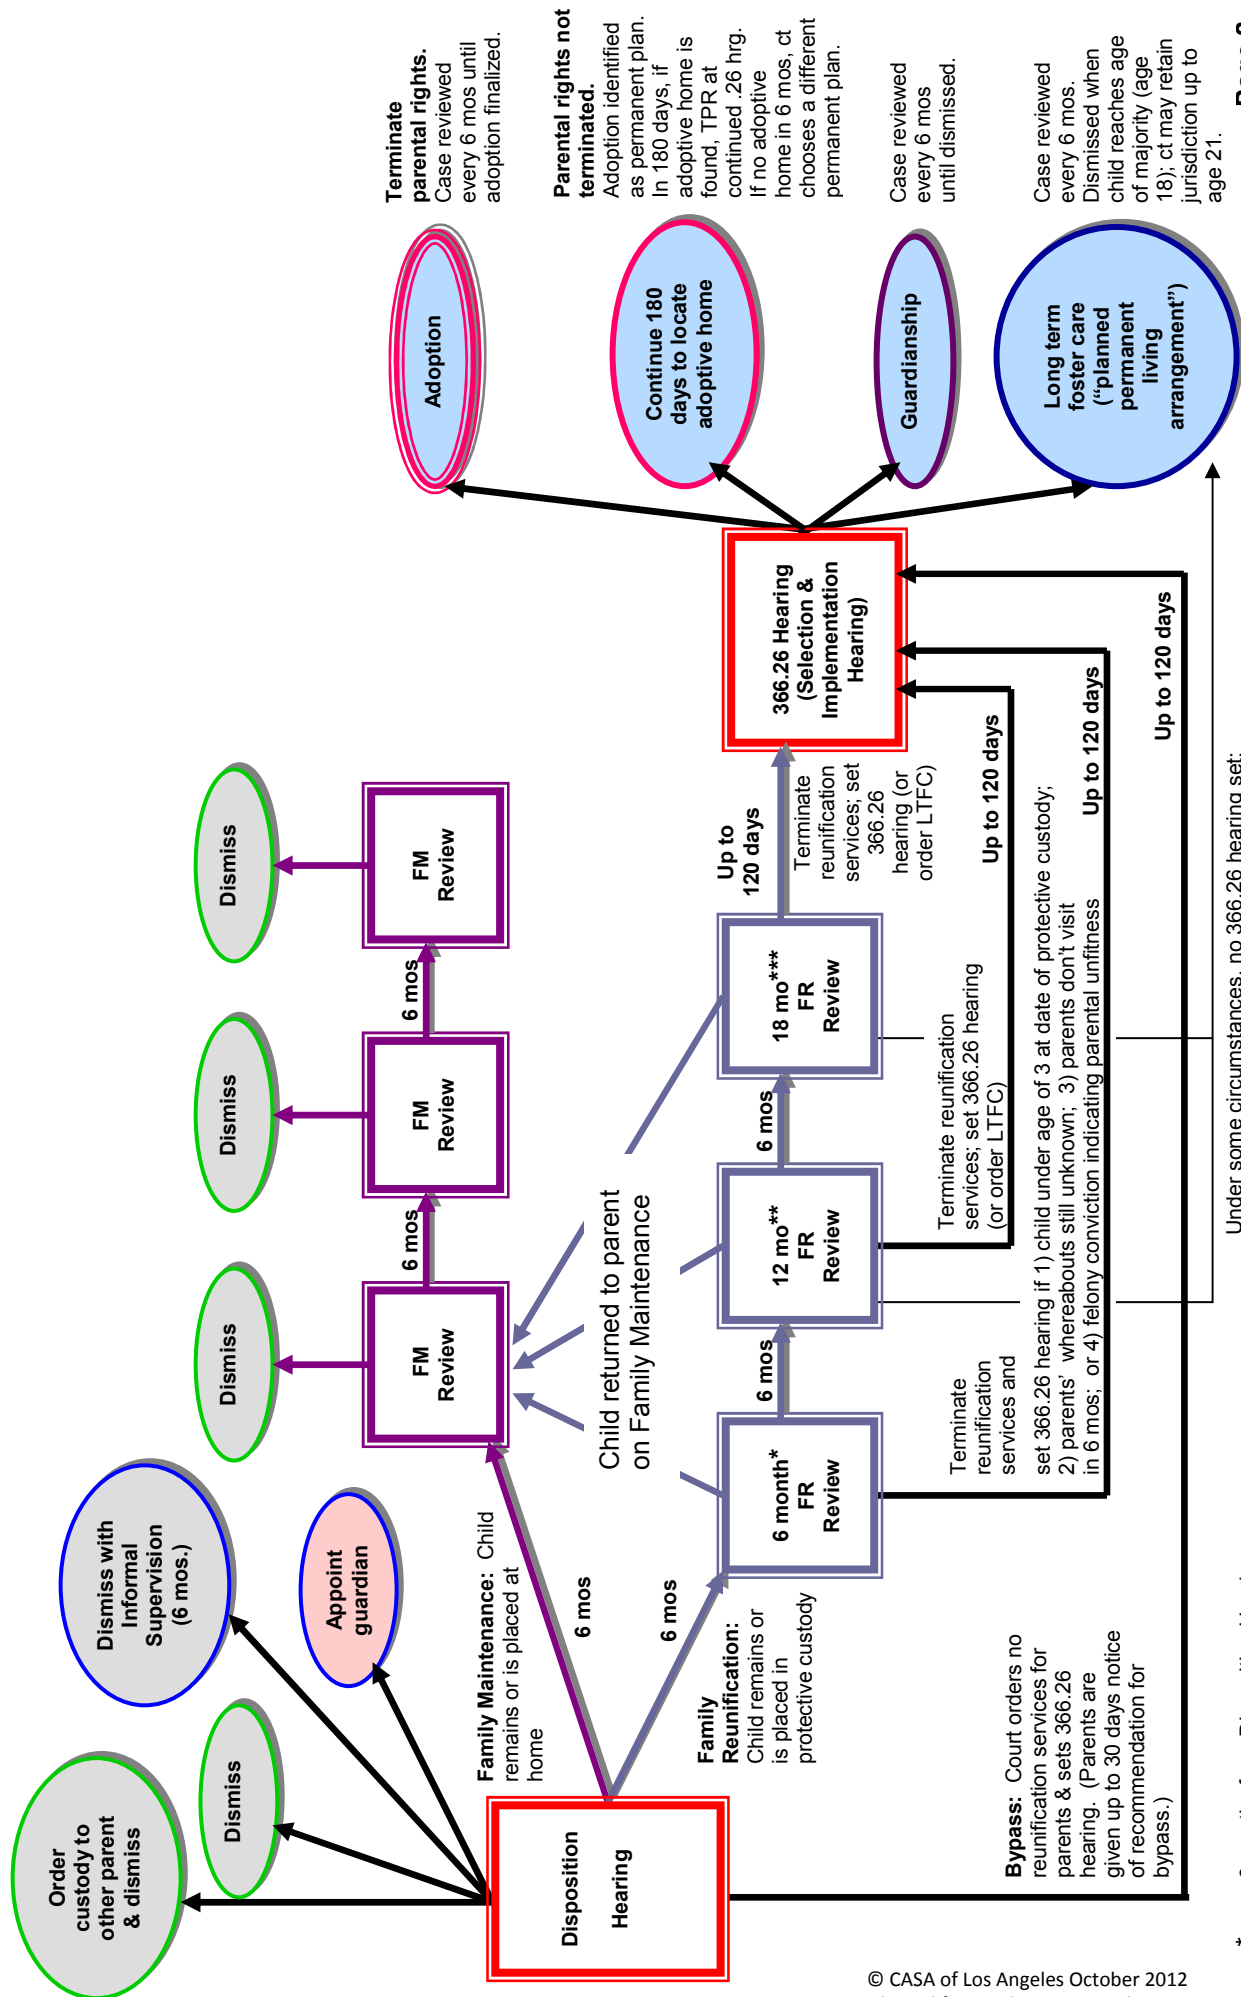 Order
custody to
other parent
& dismiss
Dismiss
Dismiss with
Informal
Supervision
(6 mos.)
Appoint
guardian
Disposition
Hearing
Family Maintenance: Child
remains or is placed at
home
6 mos
6 mos
Family
Reunification:
Child remains or
is placed in
protective custody
Bypass: Court orders no
reunification services for
parents & sets 366.26
hearing. (Parents are
given up to 30 days notice
of recommendation for
bypass.)
Dismiss
Dismiss
Dismiss
FM
Review
6 mos
FM
Review
6 mos
FM
Review
Child returned to parent
on Family Maintenance
6 month*
FR
Review
6 mos
12 mo**
FR
Review
6 mos
18 mo***
FR
Review
Up to
120 days
Terminate
reunification
services; set
366.26
hearing (or
order LTFC)
Terminate reunification
services; set 366.26 hearing
(or order LTFC)
Up to 120 days
Terminate
reunification
services and
set 366.26 hearing if 1) child under age of 3 at date of protective custody;
2) parents' whereabouts still unknown; 3) parents don't visit
in 6 mos; or 4) felony conviction indicating parental unfitness
Up to 120 days
Up to 120 days
366.26 Hearing
(Selection &
Implementation
Hearing)
Adoption
Terminate
parental rights.
Case reviewed
every 6 mos until
adoption finalized.
Continue 180
days to locate
adoptive home
Parental rights not
terminated.
Adoption identified
as permanent plan.
In 180 days, if
adoptive home is
found, TPR at
continued .26 hrg.
If no adoptive
home in 6 mos, ct
chooses a different
permanent plan.
Guardianship
Case reviewed
every 6 mos
until dismissed.
Long term
foster care
("planned
permanent
living
arrangement")
Case reviewed
every 6 mos.
Dismissed when
child reaches age
of majority (age
18); ct may retain
jurisdiction up to
age 21.
Under some circumstances, no 366.26 hearing set:
*
© CASA of Los Angeles October 2012